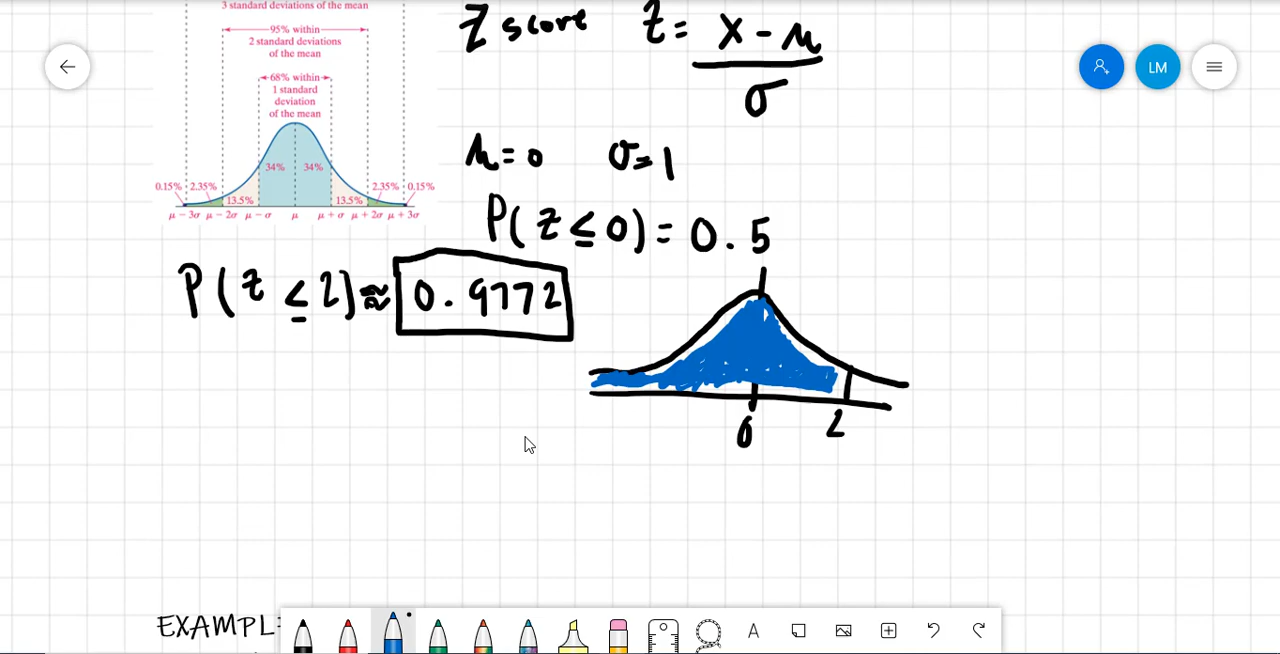 3 standard deviations of the mean
95% within
2 standard deviations
of the mean
68% within
1 standard
deviation
of the mean
34% 34%
0.15% 2.35% 13.5% 13.5% 2.35% 0.15%
μ − 3σ μ − 2σ μ − σ μ μ + σ μ + 2σ μ + 3σ
Z score Z = X - μ
σ
μ = 0 σ = 1
P(Z ≤ 0) = 0.5
P(Z ≤ 2) ≈ 0.9772
0 2
LM
EXAMPL
A